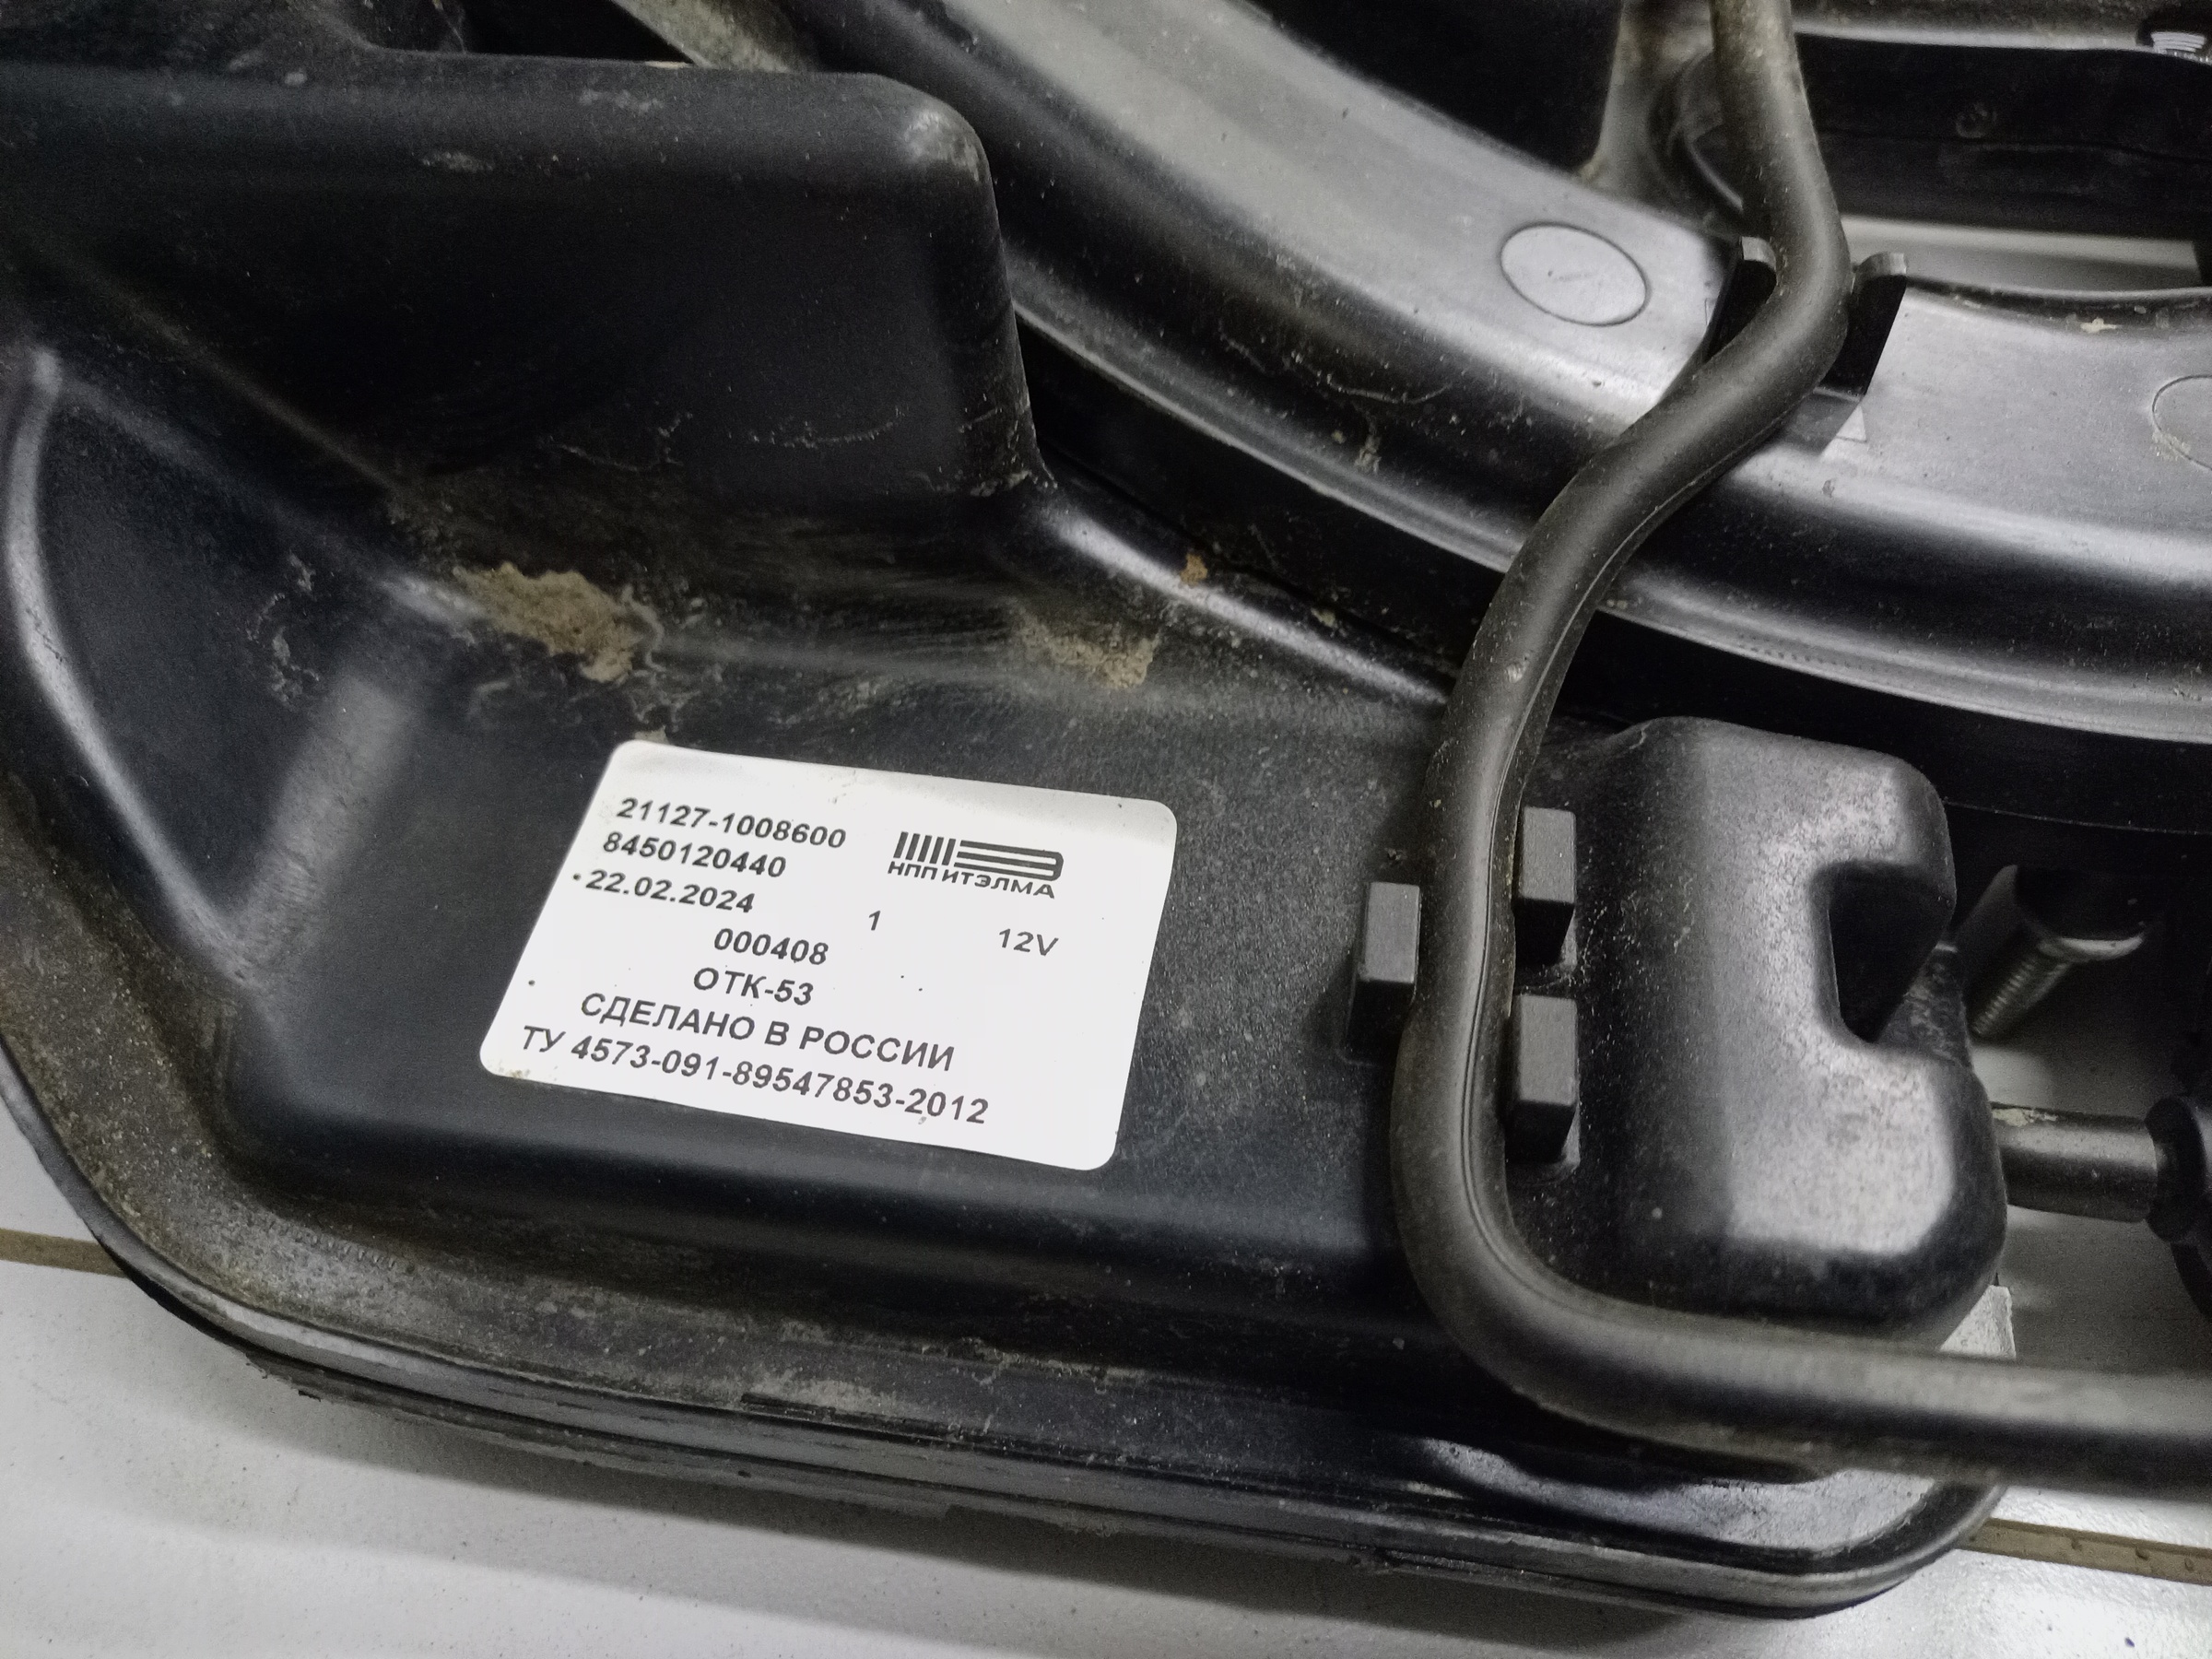 21127-1008600
8450120440
НПП ИТЭЛМА
22.02.2024
1
12V
000408
ОТК-53
СДЕЛАНО В РОССИИ
ТУ 4573-091-89547853-2012